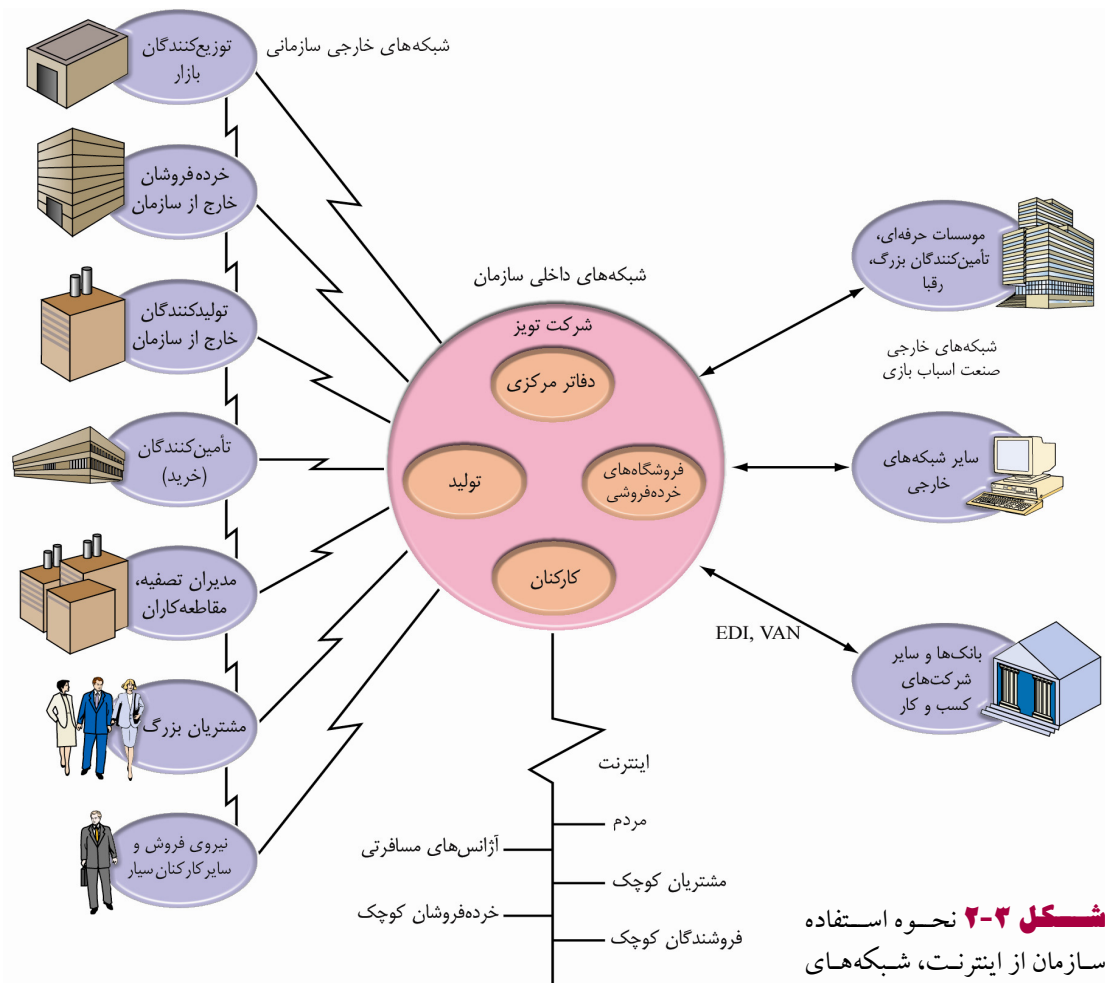 شبکه‌های خارجی سازمانی
توزیع‌کنندگان
بازار
خرده‌فروشان
خارج از سازمان
تولیدکنندگان
خارج از سازمان
تأمین‌کنندگان
(خرید)
مدیران تصفیه،
مقاطعه‌کاران
مشتریان بزرگ
نیروی فروش و
سایر کارکنان سیار
شبکه‌های داخلی سازمان
شرکت تویز
دفاتر مرکزی
فروشگاه‌های
خرده‌فروشی
تولید
کارکنان
موسسات حرفه‌ای،
تأمین‌کنندگان بزرگ،
رقبا
شبکه‌های خارجی
صنعت اسباب بازی
سایر شبکه‌های
خارجی
EDI, VAN
بانک‌ها و سایر
شرکت‌های
کسب و کار
اینترنت
مردم
آژانس‌های مسافرتی
مشتریان کوچک
خرده‌فروشان کوچک
فروشندگان کوچک
شکل ۳-۲ نحوه استفاده
سازمان از اینترنت، شبکه‌های